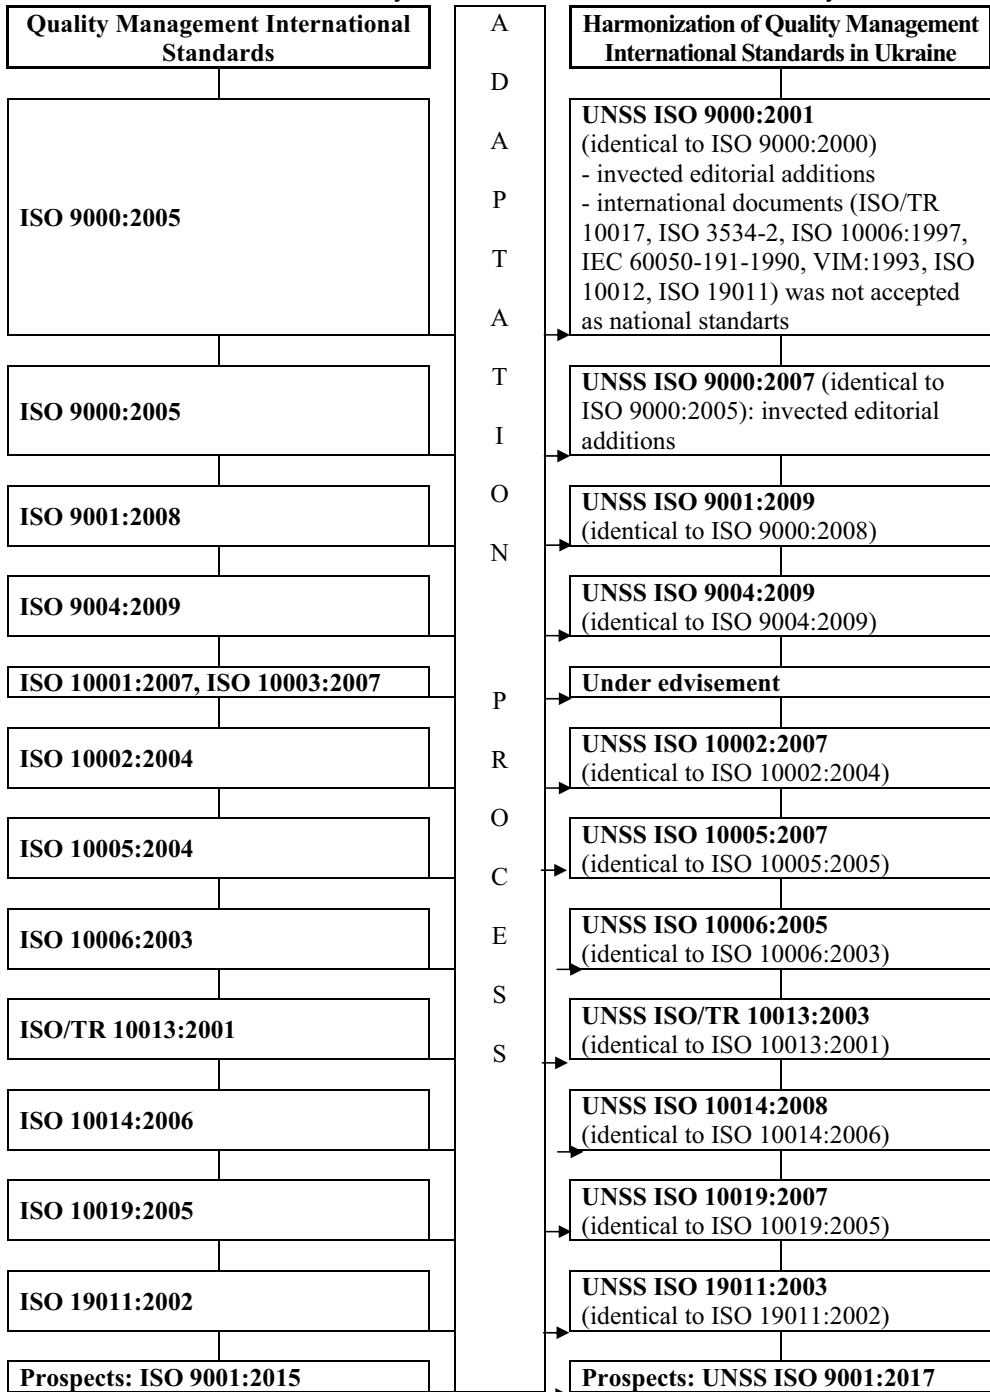 Quality Management International
Standards
ISO 9000:2005
ISO 9000:2005
ISO 9001:2008
ISO 9004:2009
ISO 10001:2007, ISO 10003:2007
ISO 10002:2004
ISO 10005:2004
ISO 10006:2003
ISO/TR 10013:2001
ISO 10014:2006
ISO 10019:2005
ISO 19011:2002
Prospects: ISO 9001:2015
A
D
A
P
T
A
T
I
O
N
P
R
O
C
E
S
S
Harmonization of Quality Management
International Standards in Ukraine
UNSS ISO 9000:2001
(identical to ISO 9000:2000)
- invected editorial additions
- international documents (ISO/TR
10017, ISO 3534-2, ISO 10006:1997,
IEC 60050-191-1990, VIM:1993, ISO
10012, ISO 19011) was not accepted
as national standarts
UNSS ISO 9000:2007 (identical to
ISO 9000:2005): invected editorial
additions
UNSS ISO 9001:2009
(identical to ISO 9000:2008)
UNSS ISO 9004:2009
(identical to ISO 9004:2009)
Under edvisement
UNSS ISO 10002:2007
(identical to ISO 10002:2004)
UNSS ISO 10005:2007
(identical to ISO 10005:2005)
UNSS ISO 10006:2005
(identical to ISO 10006:2003)
UNSS ISO/TR 10013:2003
(identical to ISO 10013:2001)
UNSS ISO 10014:2008
(identical to ISO 10014:2006)
UNSS ISO 10019:2007
(identical to ISO 10019:2005)
UNSS ISO 19011:2003
(identical to ISO 19011:2002)
Prospects: UNSS ISO 9001:2017